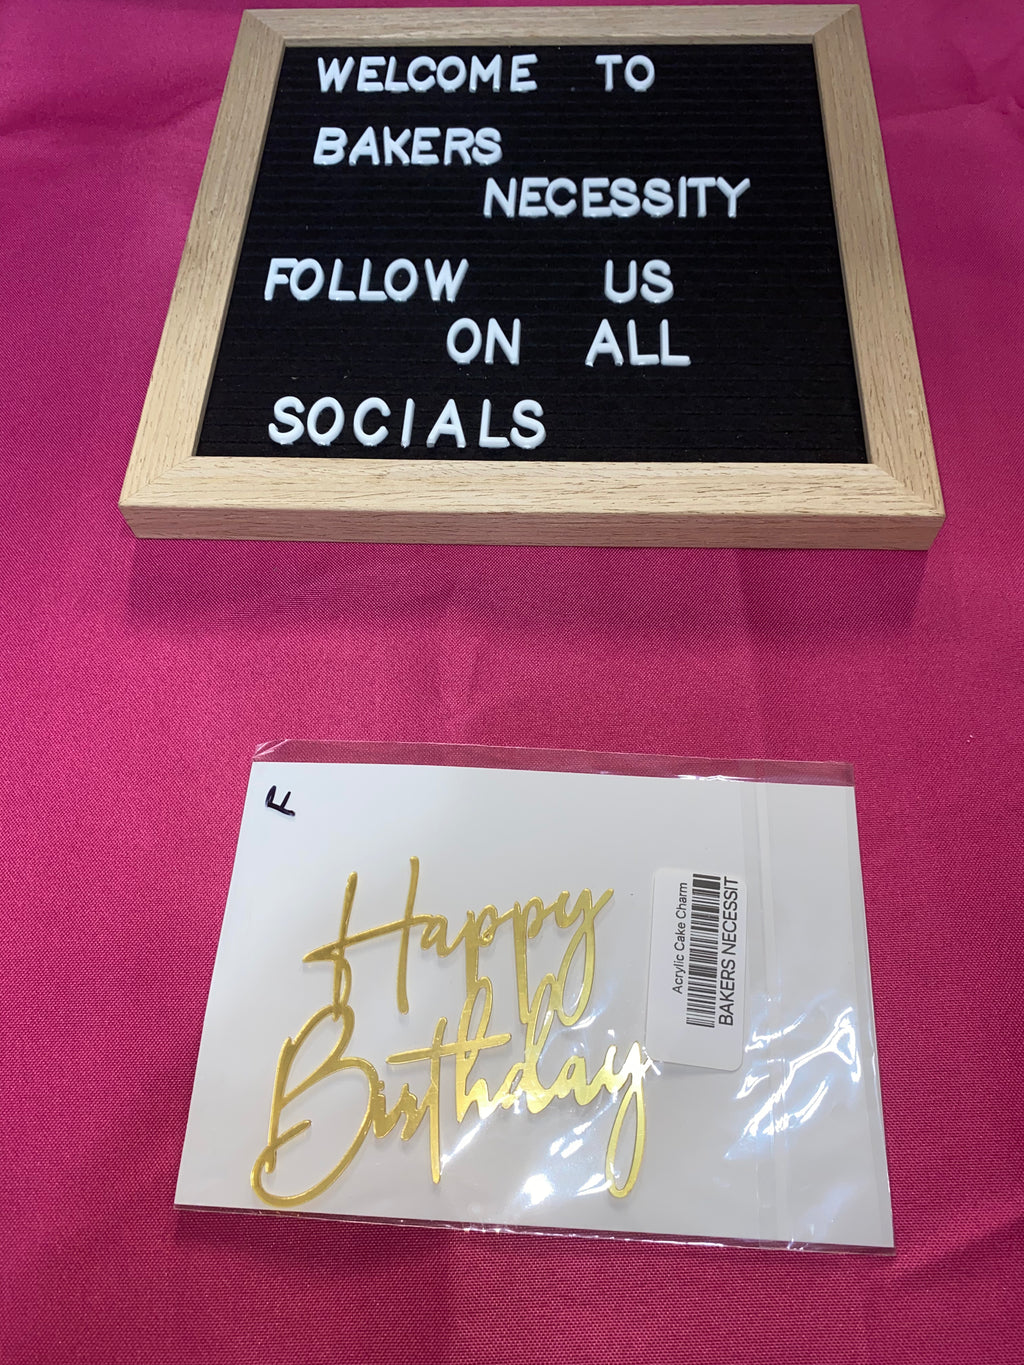 WELCOME TO
BAKERS
NECESSITY
FOLLOW US
ON ALL
SOCIALS
F
Happy
Birthday
Acrylic Cake Charm
BAKERS NECESSIT